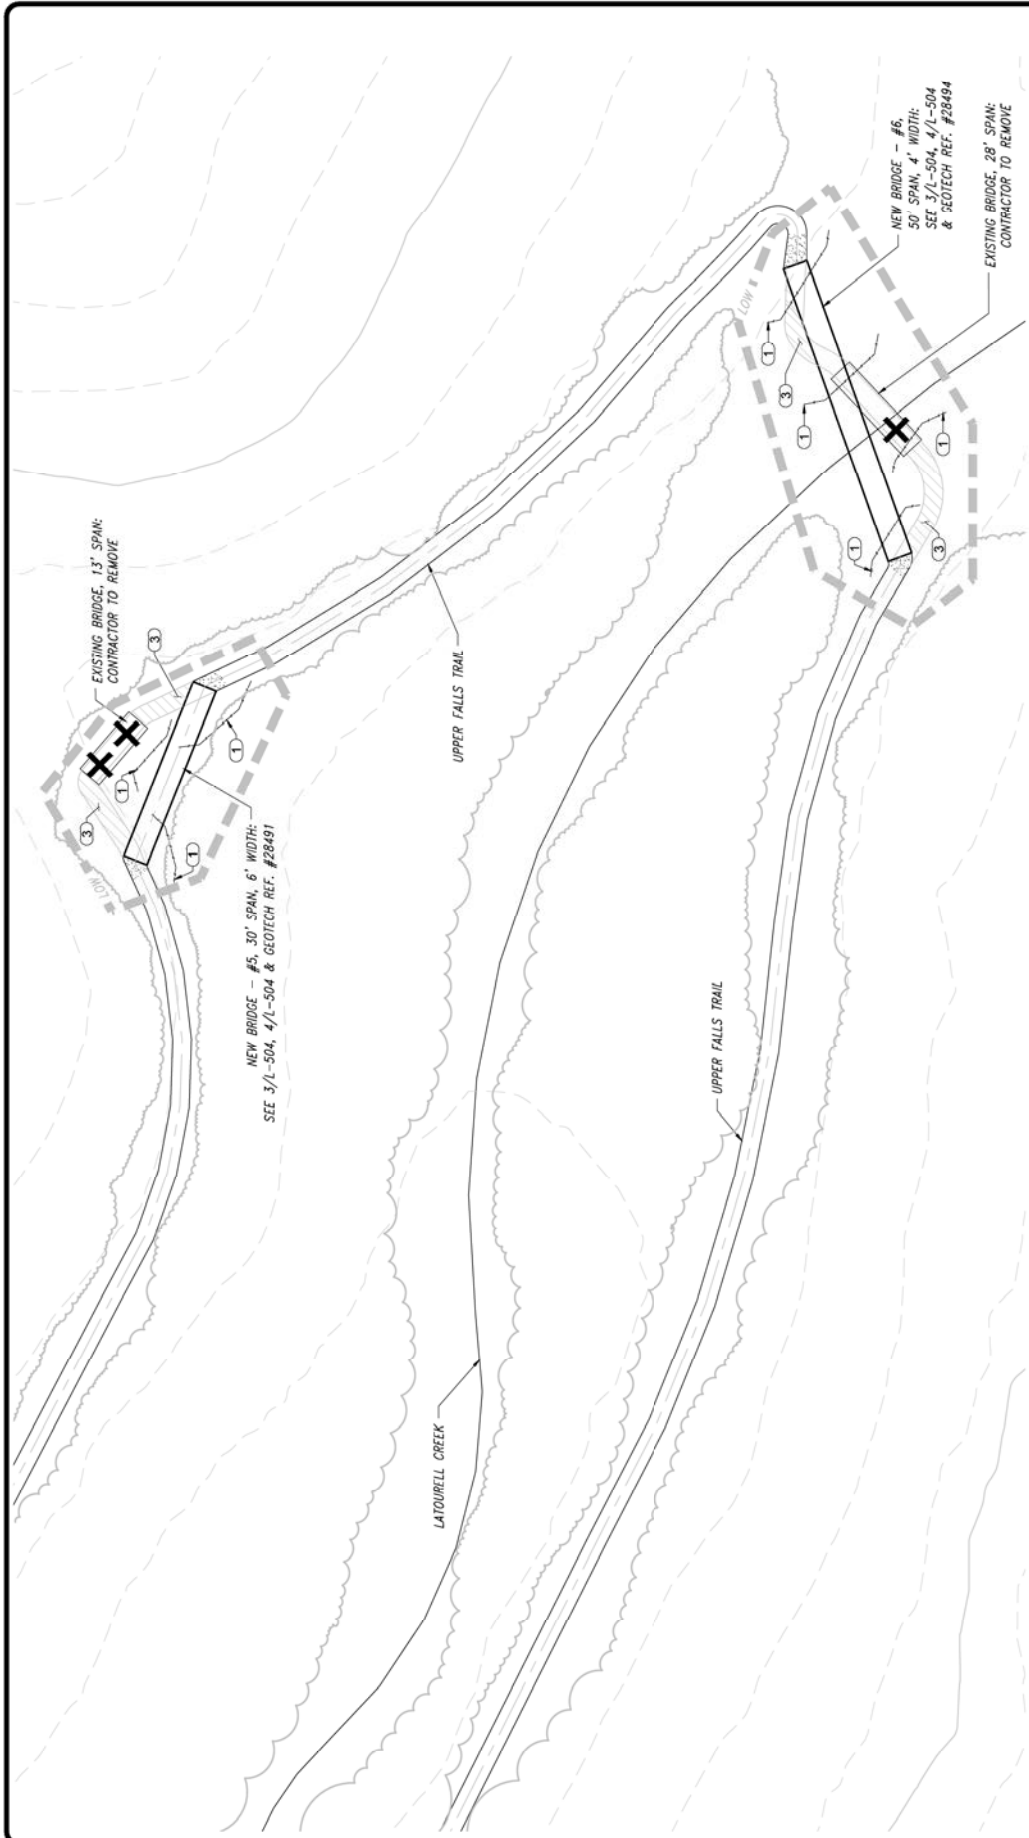 EXISTING BRIDGE, 13' SPAN:
CONTRACTOR TO REMOVE
3
3
1
1
1
LOW
NEW BRIDGE - #5, 30' SPAN, 6' WIDTH:
SEE 3/L-504, 4/L-504 & GEOTECH REF. #28491
UPPER FALLS TRAIL
LATOURELL CREEK
UPPER FALLS TRAIL
NEW BRIDGE - #6,
50' SPAN, 4' WIDTH:
SEE 3/L-504, 4/L-504
& GEOTECH REF. #28494
EXISTING BRIDGE, 28' SPAN:
CONTRACTOR TO REMOVE
LOW
1
3
1
1
1
3